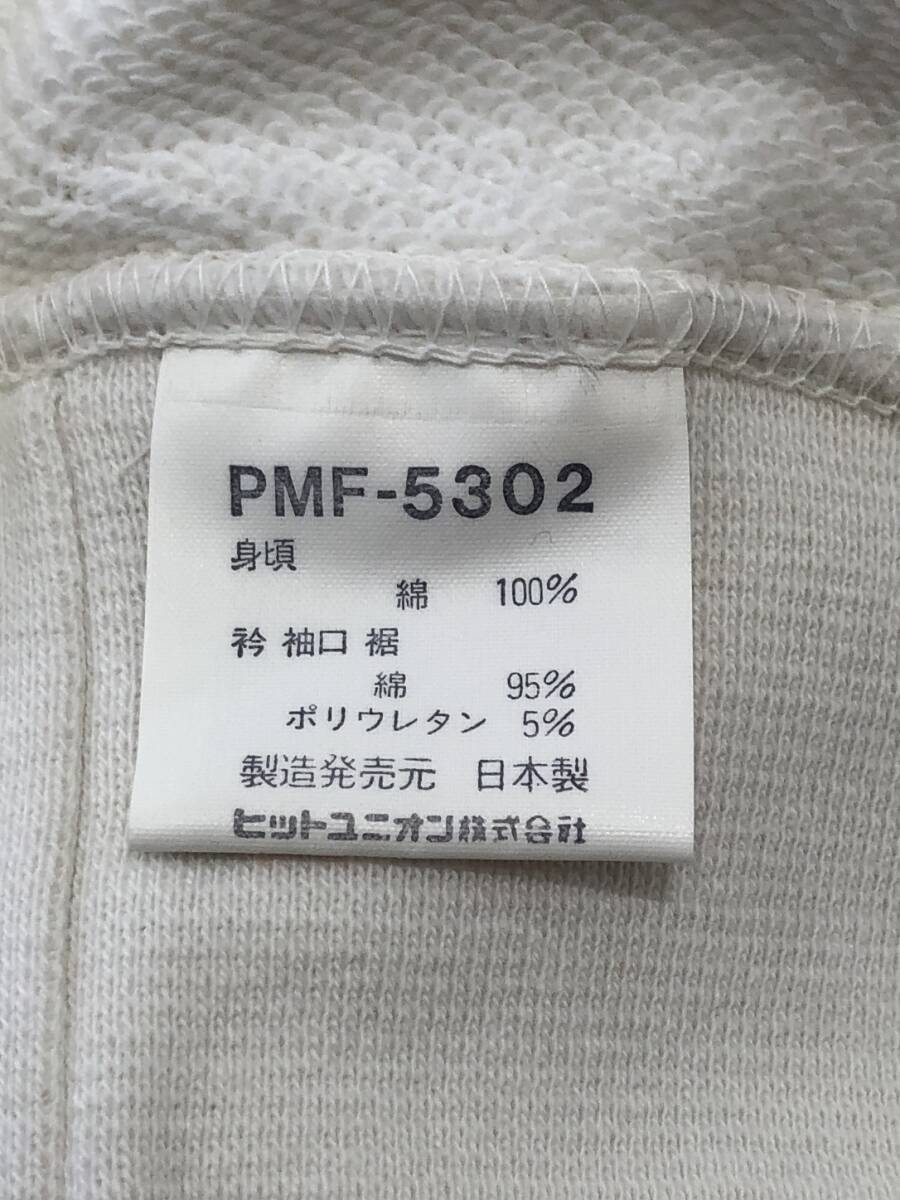 PMF-5302
身頃
綿 100%
衿 袖口 裾
綿 95%
ポリウレタン 5%
製造発売元 日本製
ヒットユニオン株式会社